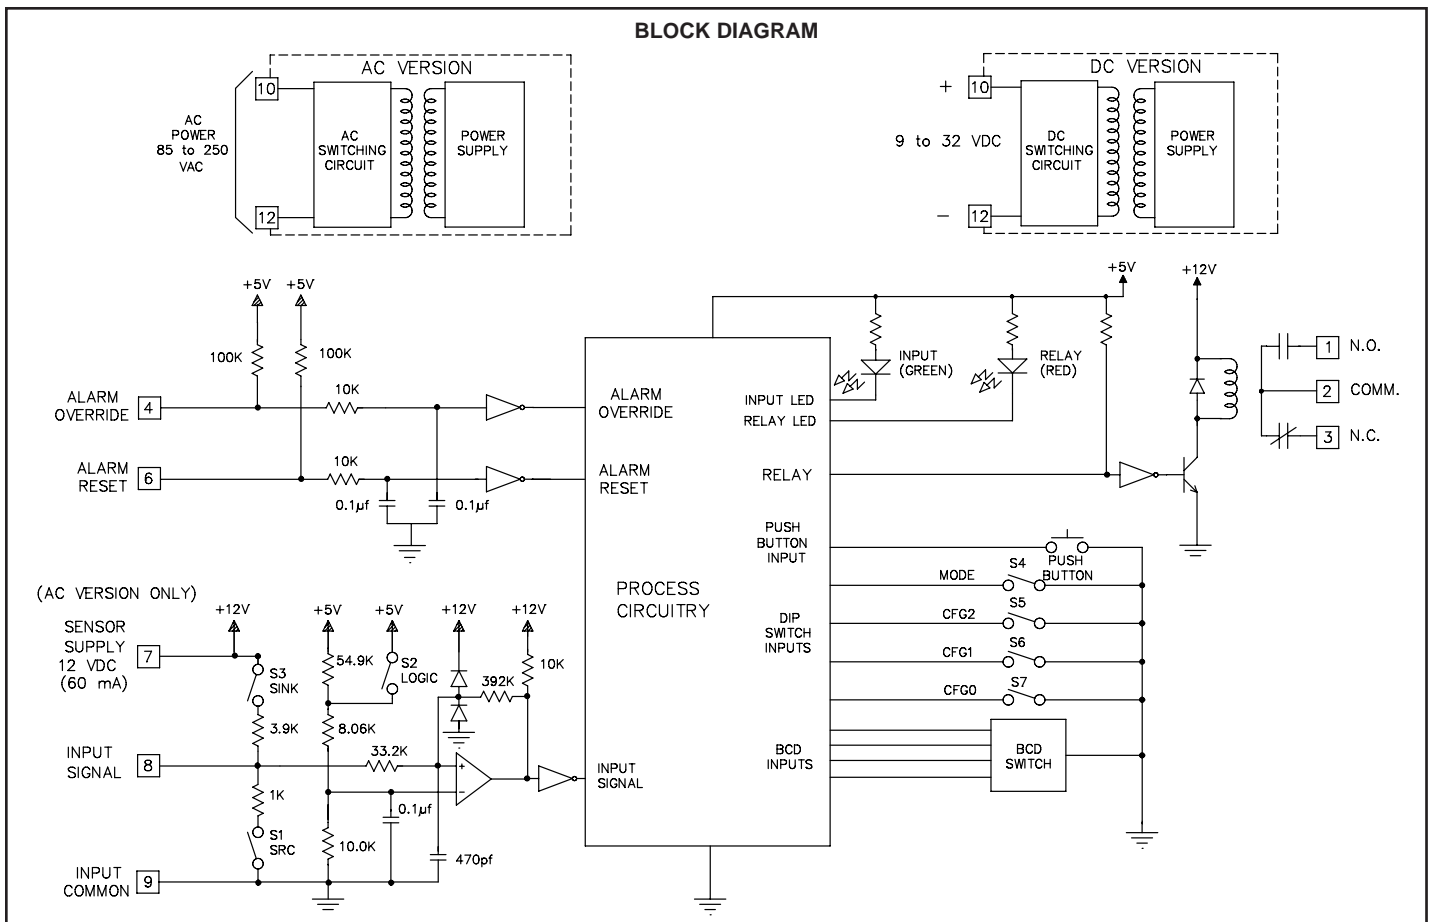 BLOCK DIAGRAM
AC VERSION
10
AC
POWER
85 to 250
VAC
AC
SWITCHING
CIRCUIT
POWER
SUPPLY
12
DC VERSION
+
10
9 to 32 VDC
DC
SWITCHING
CIRCUIT
POWER
SUPPLY
−
12
+5V
+5V
100K
100K
ALARM
OVERRIDE
4
10K
ALARM
OVERRIDE
ALARM
RESET
6
10K
ALARM
RESET
0.1µf
0.1µf
+5V
+12V
INPUT
(GREEN)
RELAY
(RED)
INPUT LED
RELAY LED
RELAY
1
N.O.
2
COMM.
3
N.C.
PUSH
BUTTON
INPUT
PUSH
BUTTON
PROCESS
CIRCUITRY
DIP
SWITCH
INPUTS
MODE
S4
CFG2
S5
CFG1
S6
CFG0
S7
BCD
INPUTS
BCD
SWITCH
(AC VERSION ONLY)
SENSOR
SUPPLY
12 VDC
(60 mA)
7
+12V
+5V
+5V
+12V
+12V
S3
SINK
54.9K
S2
LOGIC
10K
392K
3.9K
8.06K
INPUT
SIGNAL
8
33.2K
+
−
INPUT
SIGNAL
1K
0.1µf
S1
SRC
10.0K
470pf
INPUT
COMMON
9